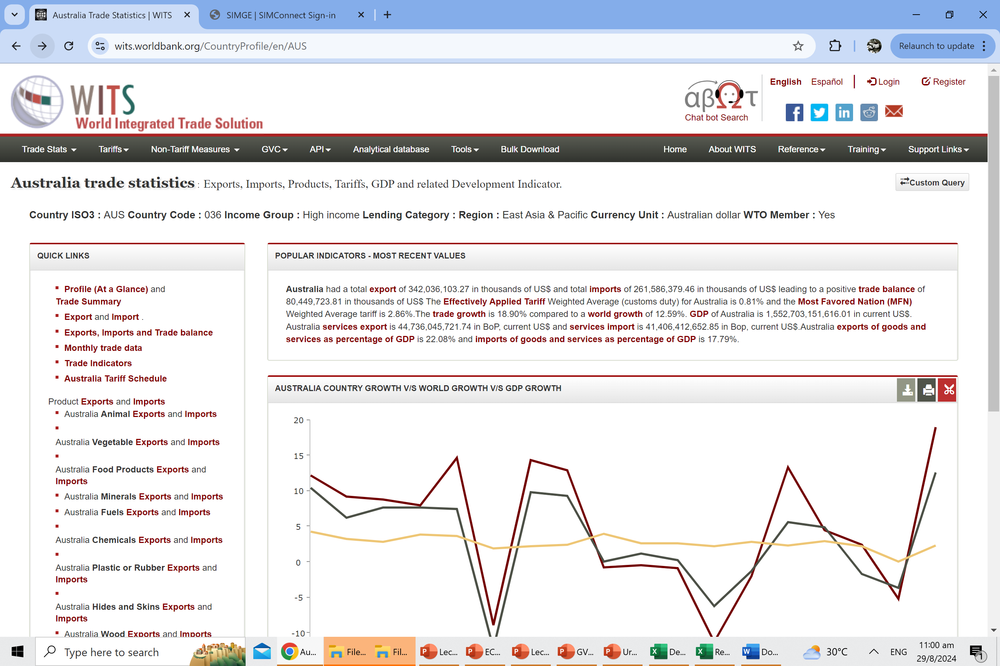 Australia Trade Statistics | WITS
SIMGE | SIMConnect Sign-in
wits.worldbank.org/CountryProfile/en/AUS
Relaunch to update
WITS
World Integrated Trade Solution
αβΩτ
Chat bot Search
English Español Login Register
Trade Stats Tariffs Non-Tariff Measures GVC API Analytical database Tools Bulk Download Home About WITS Reference Training Support Links
Australia trade statistics : Exports, Imports, Products, Tariffs, GDP and related Development Indicator.
Custom Query
Country ISO3 : AUS Country Code : 036 Income Group : High income Lending Category : Region : East Asia & Pacific Currency Unit : Australian dollar WTO Member : Yes
QUICK LINKS
Profile (At a Glance) and
Trade Summary
Export and Import .
Exports, Imports and Trade balance
Monthly trade data
Trade Indicators
Australia Tariff Schedule
Product Exports and Imports
Australia Animal Exports and Imports
Australia Vegetable Exports and Imports
Australia Food Products Exports and
Imports
Australia Minerals Exports and Imports
Australia Fuels Exports and Imports
Australia Chemicals Exports and Imports
Australia Plastic or Rubber Exports and
Imports
Australia Hides and Skins Exports and
Imports
Australia Wood Exports and Imports
POPULAR INDICATORS - MOST RECENT VALUES
Australia had a total export of 342,036,103.27 in thousands of US$ and total imports of 261,586,379.46 in thousands of US$ leading to a positive trade balance of
80,449,723.81 in thousands of US$ The Effectively Applied Tariff Weighted Average (customs duty) for Australia is 0.81% and the Most Favored Nation (MFN)
Weighted Average tariff is 2.86%.The trade growth is 18.90% compared to a world growth of 12.59%. GDP of Australia is 1,552,703,151,616.01 in current US$.
Australia services export is 44,736,045,721.74 in BoP, current US$ and services import is 41,406,412,652.85 in Bop, current US$.Australia exports of goods and
services as percentage of GDP is 22.08% and imports of goods and services as percentage of GDP is 17.79%.
AUSTRALIA COUNTRY GROWTH V/S WORLD GROWTH V/S GDP GROWTH
20
15
10
5
0
-5
-10
Type here to search
Au...
File...
Fil...
Lec...
EC...
Lec...
GV...
Ur...
De...
Re...
Do...
30°C
ENG
11:00 am
29/8/2024
1